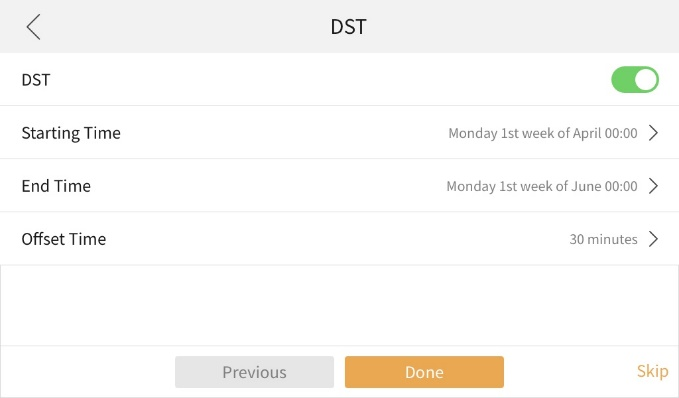 DST
DST
Starting Time Monday 1st week of April 00:00
End Time Monday 1st week of June 00:00
Offset Time 30 minutes
Previous Done Skip